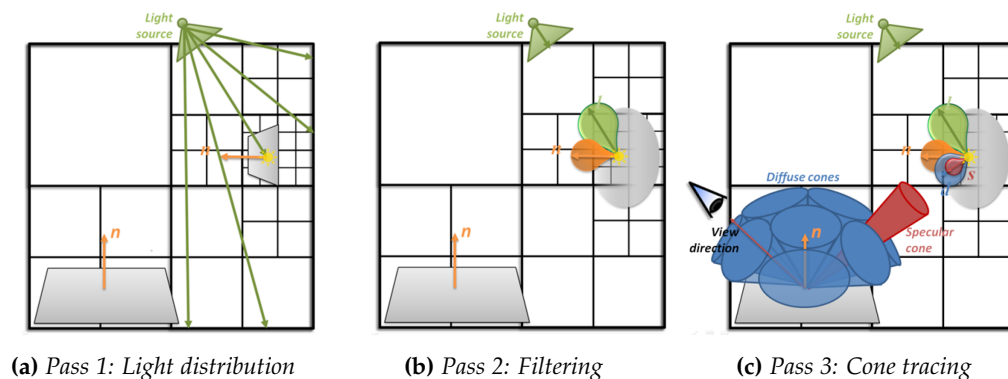 Light
source
n
n
(a) Pass 1: Light distribution
Light
source
l
n
n
(b) Pass 2: Filtering
Light
source
l
n
s
d
Diffuse cones
View
direction
n
Specular
cone
(c) Pass 3: Cone tracing